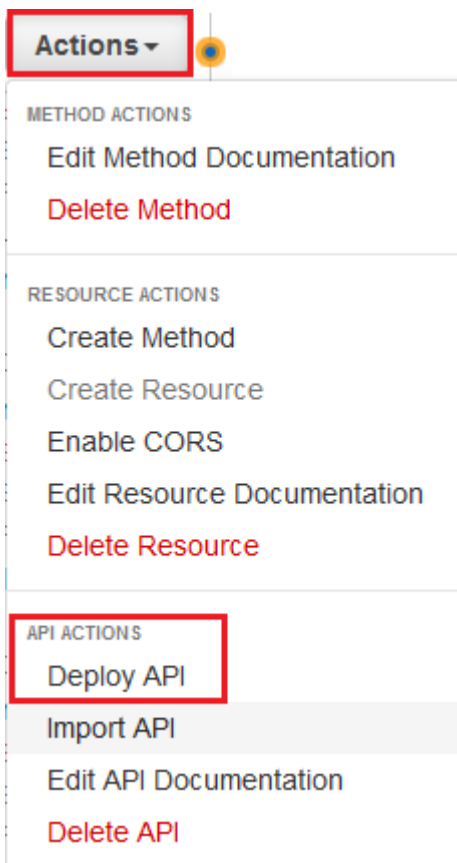 Actions
METHOD ACTIONS
Edit Method Documentation
Delete Method
RESOURCE ACTIONS
Create Method
Create Resource
Enable CORS
Edit Resource Documentation
Delete Resource
API ACTIONS
Deploy API
Import API
Edit API Documentation
Delete API